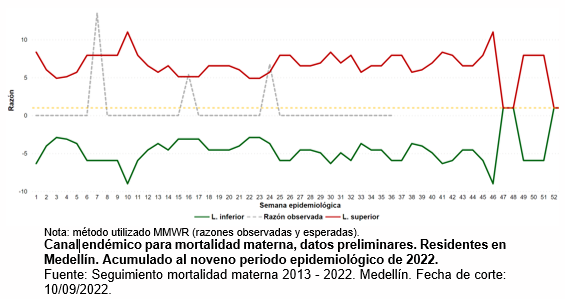 10
5
Razón
0
-5
-10
1 2 3 4 5 6 7 8 9 10 11 12 13 14 15 16 17 18 19 20 21 22 23 24 25 26 27 28 29 30 31 32 33 34 35 36 37 38 39 40 41 42 43 44 45 46 47 48 49 50 51 52
Semana epidemiológica
L. inferior Razón observada L. superior
Nota: método utilizado MMWR (razones observadas y esperadas).
Canal endémico para mortalidad materna, datos preliminares. Residentes en
Medellín. Acumulado al noveno periodo epidemiológico de 2022.
Fuente: Seguimiento mortalidad materna 2013 - 2022. Medellín. Fecha de corte:
10/09/2022.